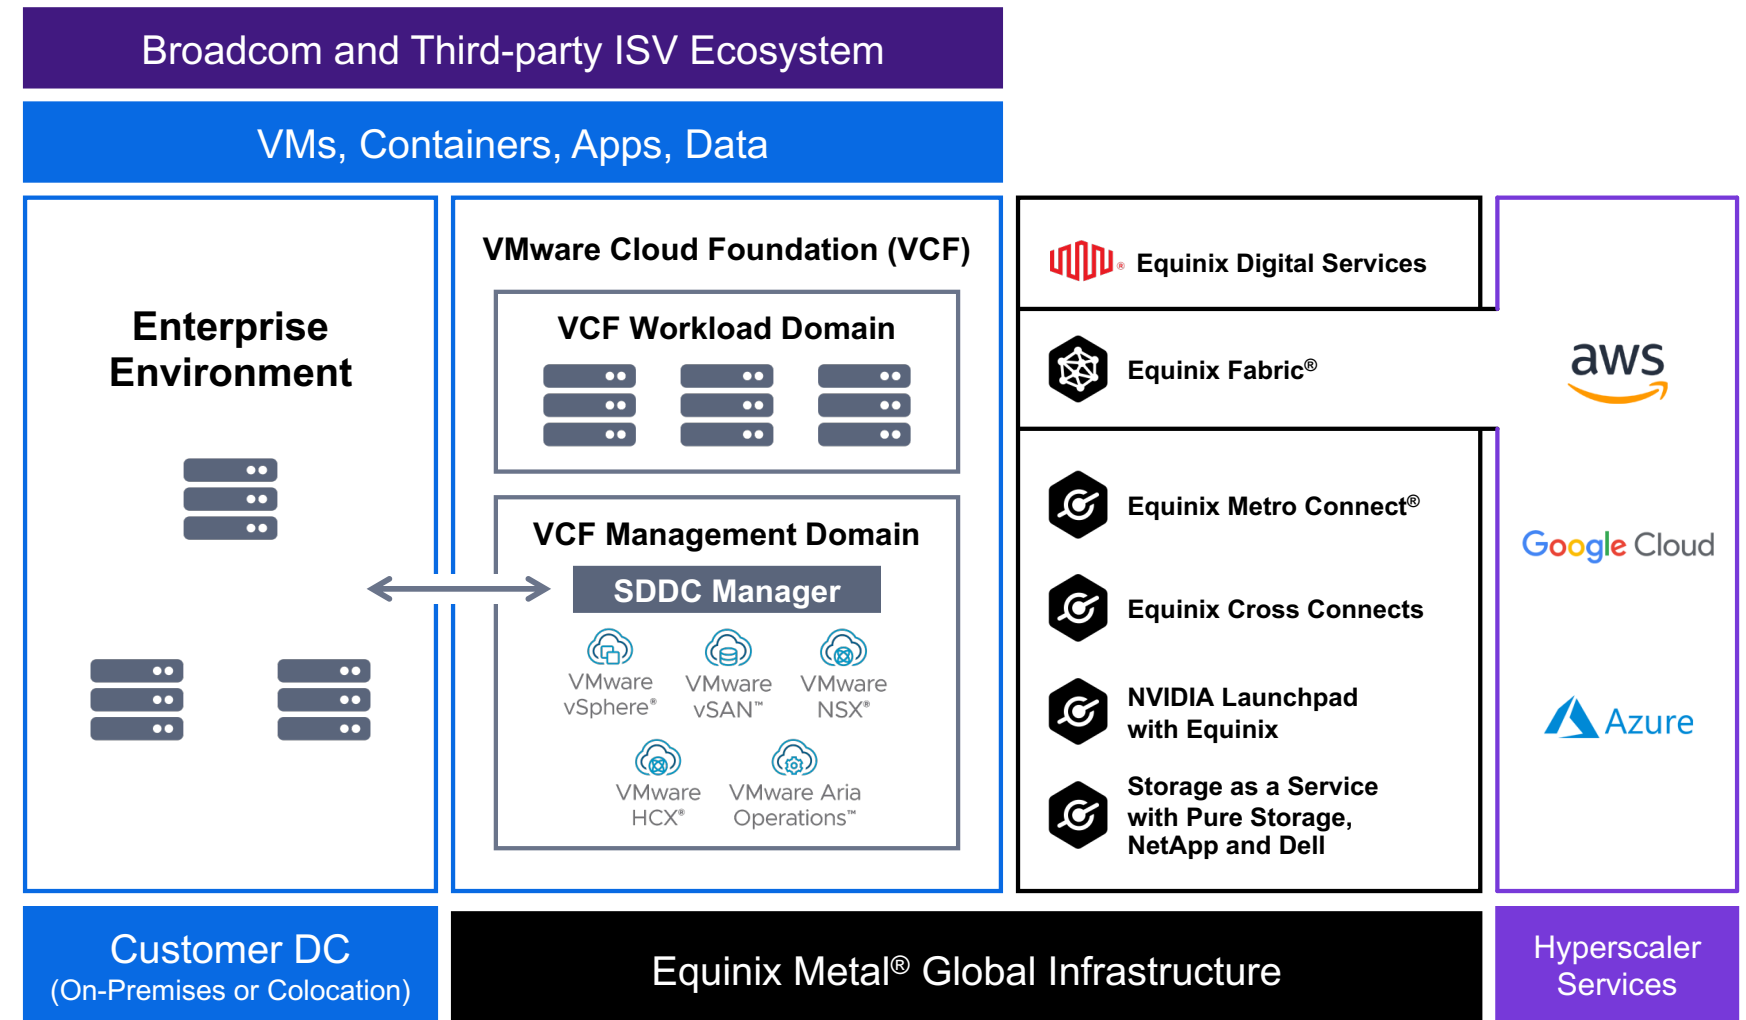 Broadcom and Third-party ISV Ecosystem
VMs, Containers, Apps, Data
Enterprise
Environment
VMware Cloud Foundation (VCF)
VCF Workload Domain
VCF Management Domain
SDDC Manager
VMware
vSphere®
VMware
vSAN™
VMware
NSX®
VMware
HCX®
VMware Aria
Operations™
® Equinix Digital Services
Equinix Fabric®
Equinix Metro Connect®
Equinix Cross Connects
NVIDIA Launchpad
with Equinix
Storage as a Service
with Pure Storage,
NetApp and Dell
aws
Google Cloud
Azure
Customer DC
(On-Premises or Colocation)
Equinix Metal® Global Infrastructure
Hyperscaler
Services